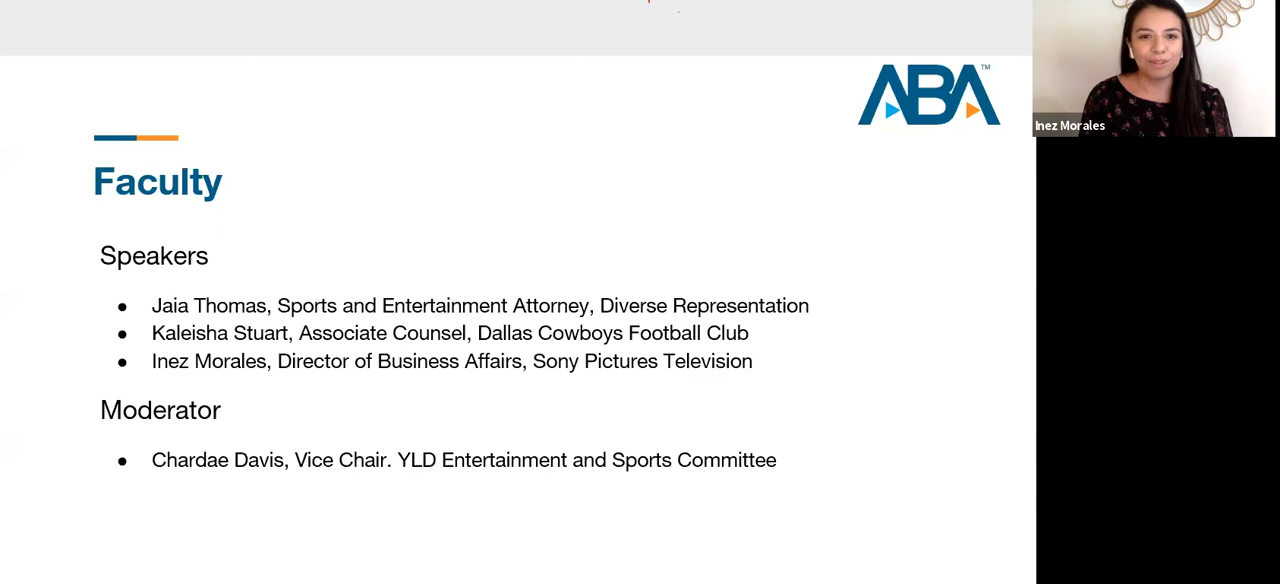 ABA™
Inez Morales
Faculty
Speakers
● Jaia Thomas, Sports and Entertainment Attorney, Diverse Representation
● Kaleisha Stuart, Associate Counsel, Dallas Cowboys Football Club
● Inez Morales, Director of Business Affairs, Sony Pictures Television
Moderator
● Chardae Davis, Vice Chair. YLD Entertainment and Sports Committee